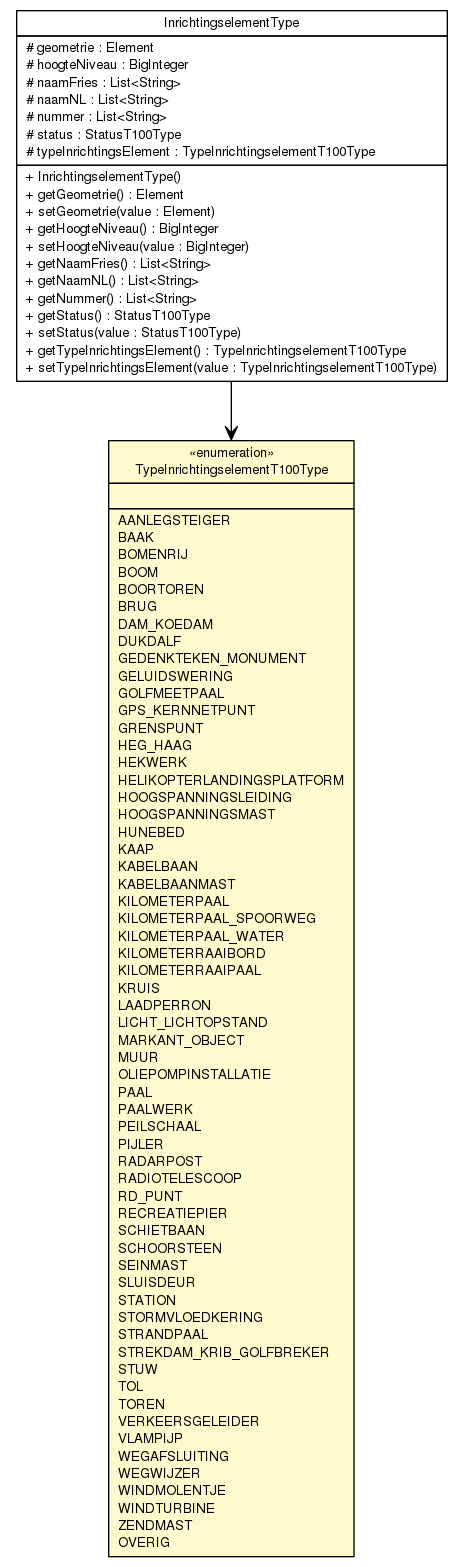 InrichtingselementType
# geometrie : Element
# hoogteNiveau : BigInteger
# naamFries : List<String>
# naamNL : List<String>
# nummer : List<String>
# status : StatusT100Type
# typeInrichtingsElement : TypeInrichtingselementT100Type
+ InrichtingselementType()
+ getGeometrie() : Element
+ setGeometrie(value : Element)
+ getHoogteNiveau() : BigInteger
+ setHoogteNiveau(value : BigInteger)
+ getNaamFries() : List<String>
+ getNaamNL() : List<String>
+ getNummer() : List<String>
+ getStatus() : StatusT100Type
+ setStatus(value : StatusT100Type)
+ getTypeInrichtingsElement() : TypeInrichtingselementT100Type
+ setTypeInrichtingsElement(value : TypeInrichtingselementT100Type)
«enumeration»
TypeInrichtingselementT100Type
AANLEGSTEIGER
BAAK
BOMENRIJ
BOOM
BOORTOREN
BRUG
DAM_KOEDAM
DUKDALF
GEDENKTEKEN_MONUMENT
GELUIDSWERING
GOLFMEETPAAL
GPS_KERNNETPUNT
GRENSPUNT
HEG_HAAG
HEKWERK
HELIKOPTERLANDINGSPLATFORM
HOOGSPANNINGSLEIDING
HOOGSPANNINGSMAST
HUNEBED
KAAP
KABELBAAN
KABELBAANMAST
KILOMETERPAAL
KILOMETERPAAL_SPOORWEG
KILOMETERPAAL_WATER
KILOMETERRAAIBORD
KILOMETERRAAIPAAL
KRUIS
LAADPERRON
LICHT_LICHTOPSTAND
MARKANT_OBJECT
MUUR
OLIEPOMPINSTALLATIE
PAAL
PAALWERK
PEILSCHAAL
PIJLER
RADARPOST
RADIOTELESCOOP
RD_PUNT
RECREATIEPIER
SCHIETBAAN
SCHOORSTEEN
SEINMAST
SLUISDEUR
STATION
STORMVLOEDKERING
STRANDPAAL
STREKDAM_KRIB_GOLFBREKER
STUW
TOL
TOREN
VERKEERSGELEIDER
VLAMPIJP
WEGAFSLUITING
WEGWIJZER
WINDMOLENTJE
WINDTURBINE
ZENDMAST
OVERIG